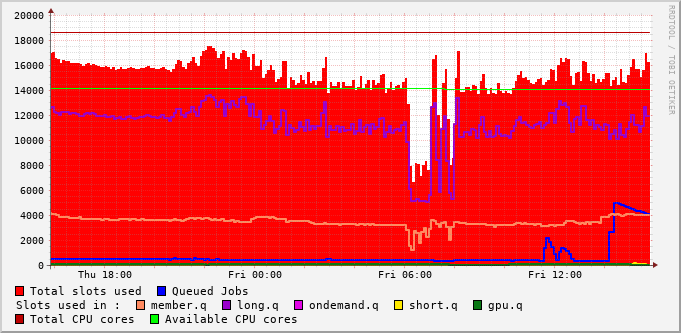 20000
18000
16000
14000
12000
10000
8000
6000
4000
2000
0
Thu 18:00 Fri 00:00 Fri 06:00 Fri 12:00
RRDTOOL / TOBI OETIKER
Total slots used Queued Jobs
Slots used in : member.q long.q ondemand.q short.q gpu.q
Total CPU cores Available CPU cores